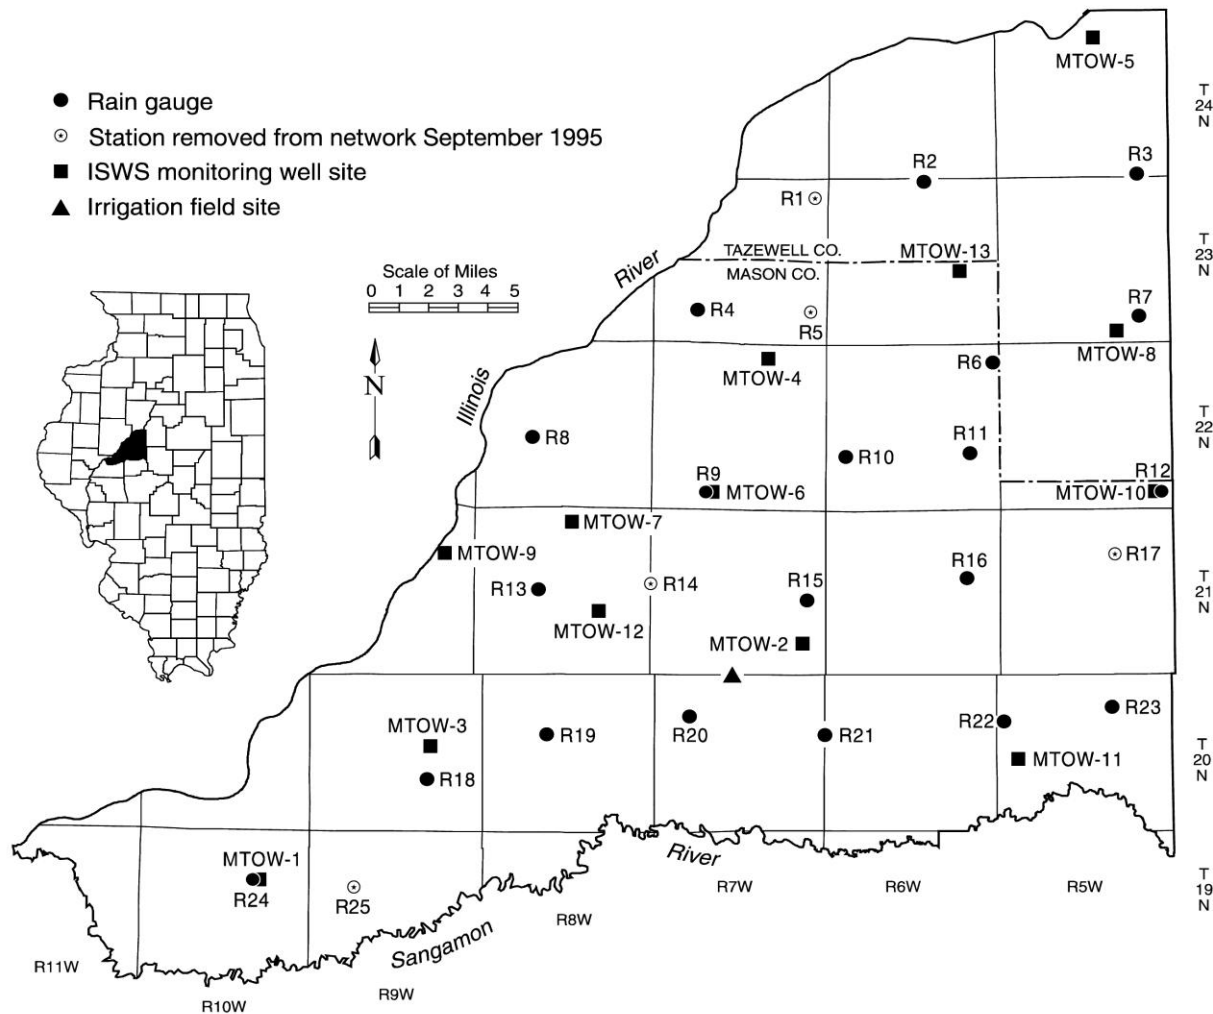 MTOW-5
Rain gauge
Station removed from network September 1995
ISWS monitoring well site
Irrigation field site
T
24
N
R2
R3
R1
TAZEWELL CO.
MASON CO.
MTOW-13
T
23
N
River
Scale of Miles
0 1 2 3 4 5
R4
R5
R7
MTOW-8
R6
MTOW-4
N
Illinois
R8
R10
R11
T
22
N
R9
MTOW-6
R12
MTOW-10
MTOW-7
MTOW-9
R13
R14
R15
R16
R17
T
21
N
MTOW-12
MTOW-2
MTOW-3
R18
R19
R20
R21
R22
R23
MTOW-11
T
20
N
MTOW-1
R24
R25
River
Sangamon
T
19
N
R7W
R6W
R5W
R8W
R11W
R10W
R9W